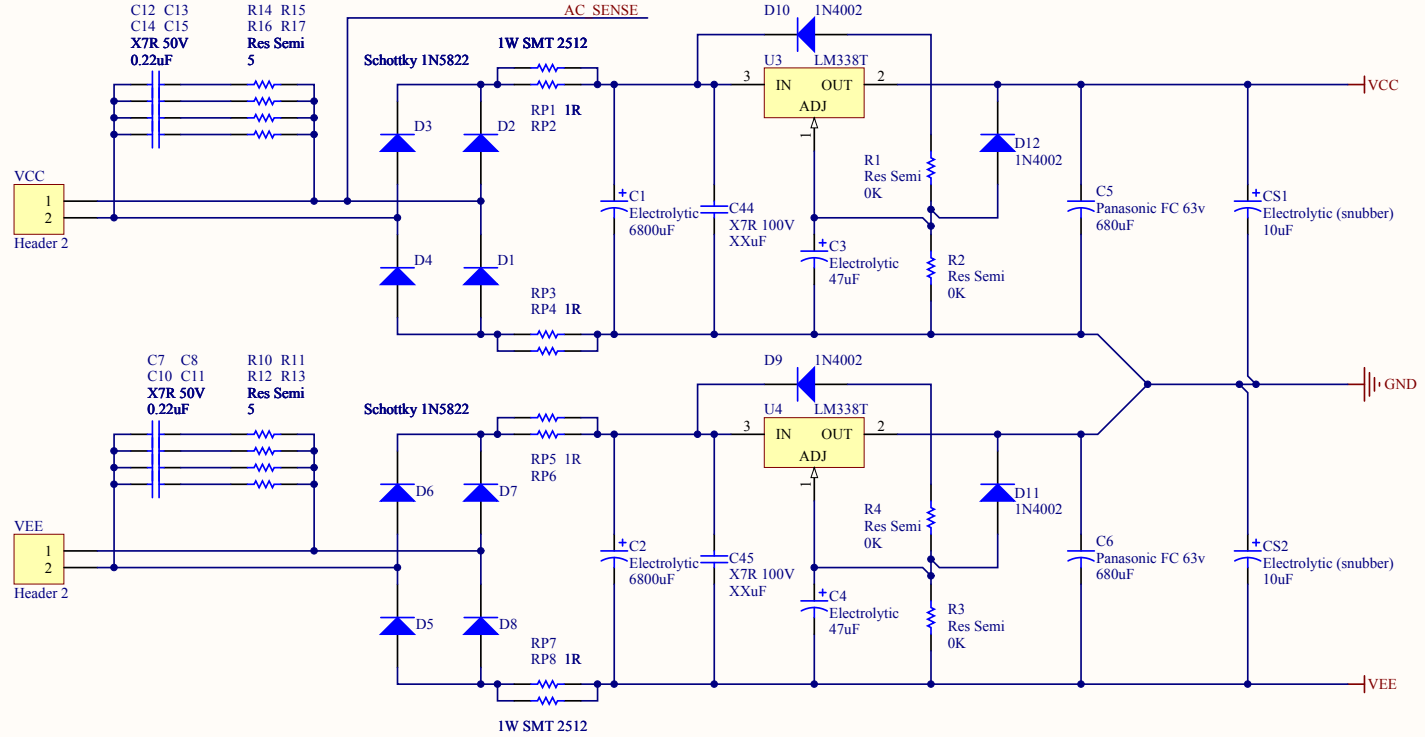 AC SENSE
C12 C13
C14 C15
X7R 50V
0.22uF
R14 R15
R16 R17
Res Semi
5
Schottky 1N5822
1W SMT 2512
RP1 1R
RP2
D3
D2
D10
1N4002
U3
LM338T
3
IN
OUT
2
ADJ
1
VCC
D12
1N4002
R1
Res Semi
0K
VCC
1
2
Header 2
C1
Electrolytic
6800uF
C44
X7R 100V
XXuF
C5
Panasonic FC 63v
680uF
CS1
Electrolytic (snubber)
10uF
D4
D1
C3
Electrolytic
47uF
R2
Res Semi
0K
RP3
RP4 1R
C7 C8
C10 C11
X7R 50V
0.22uF
R10 R11
R12 R13
Res Semi
5
Schottky 1N5822
D9
1N4002
GND
U4
LM338T
3
IN
OUT
2
ADJ
1
RP5 1R
RP6
D6
D7
D11
1N4002
R4
Res Semi
0K
VEE
1
2
Header 2
C2
Electrolytic
6800uF
C45
X7R 100V
XXuF
C6
Panasonic FC 63v
680uF
CS2
Electrolytic (snubber)
10uF
D5
D8
C4
Electrolytic
47uF
R3
Res Semi
0K
RP7
RP8 1R
VEE
1W SMT 2512